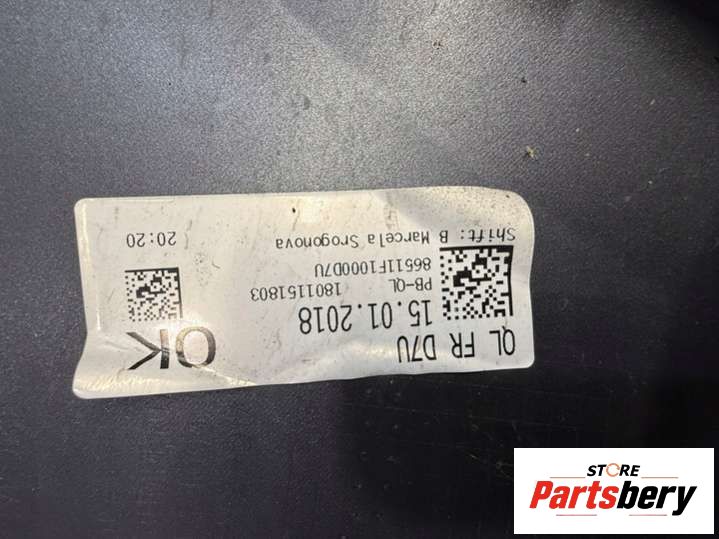 QL FR D7U
OK
15.01.2018
PB-QL 1801151803
86511F1000D7U
Shift: B Marcela Srogonova
20:20
STORE
Partsbery